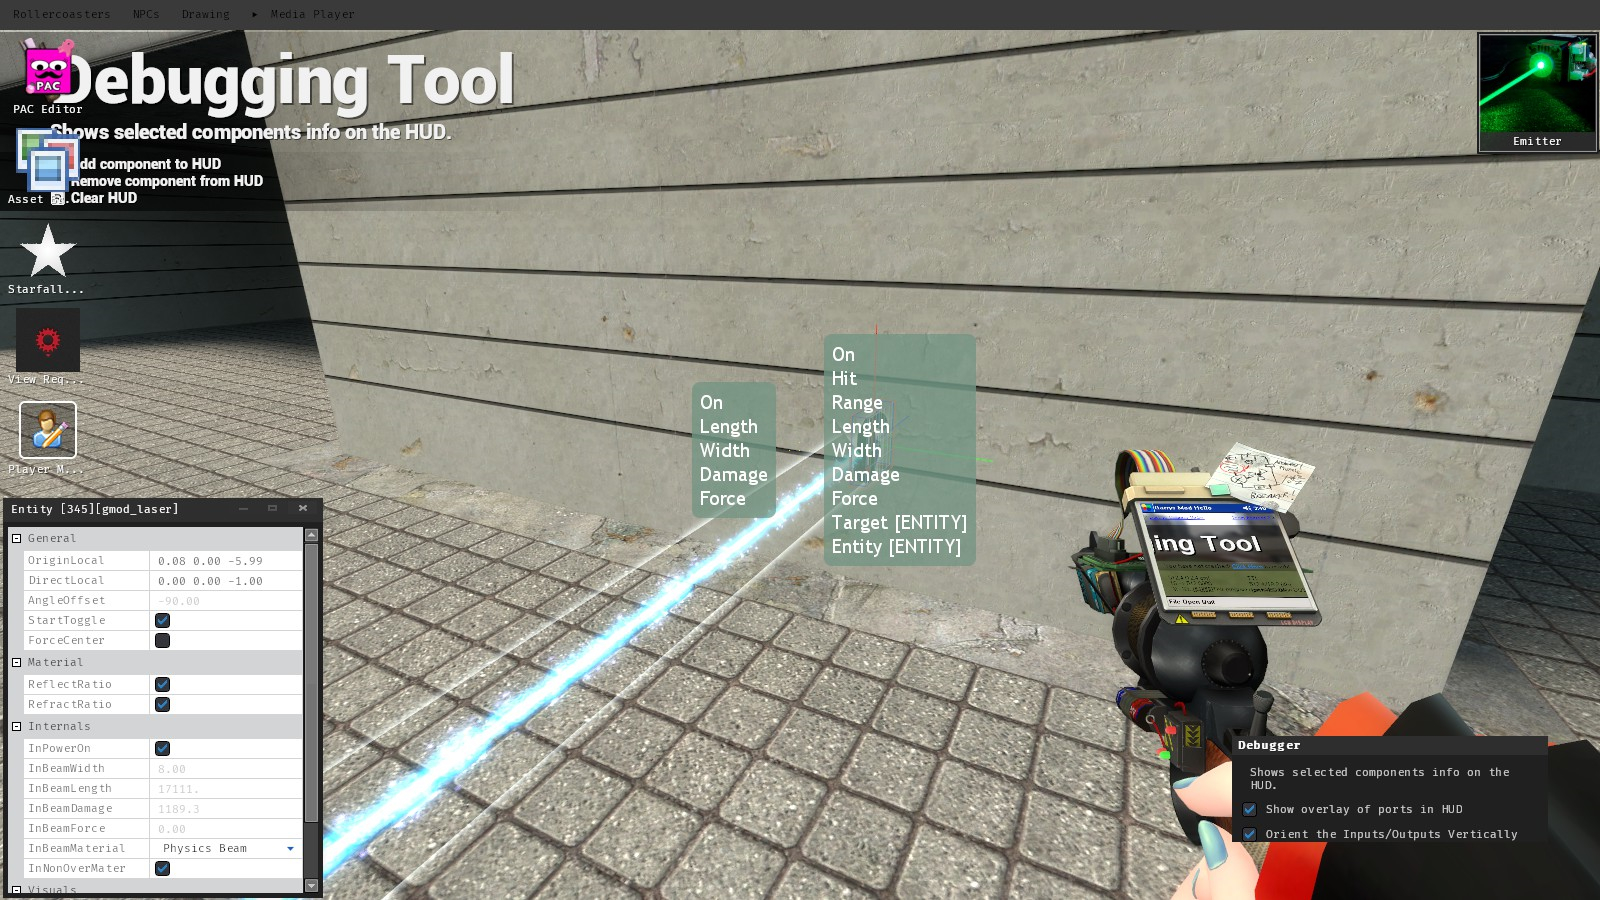 Rollercoasters NPCs Drawing Media Player
Debugging Tool
Shows selected components info on the HUD.
dd component to HUD
Remove component from HUD
Clear HUD
PAC
PAC Editor
Asset
Starfall...
View Req...
Player M...
Emitter
On
Length
Width
Damage
Force
On
Hit
Range
Length
Width
Damage
Force
Target [ENTITY]
Entity [ENTITY]
ing Tool
File Open Quit
Entity [345][gmod_laser]
General
OriginLocal 0.08 0.00 -5.99
DirectLocal 0.00 0.00 -1.00
AngleOffset -90.00
StartToggle
ForceCenter
Material
ReflectRatio
RefractRatio
Internals
InPowerOn
InBeamWidth 8.00
InBeamLength 17111.
InBeamDamage 1189.3
InBeamForce 0.00
InBeamMaterial Physics Beam
InNonOverMater
Visuals
Debugger
Shows selected components info on the
HUD.
Show overlay of ports in HUD
Orient the Inputs/Outputs Vertically